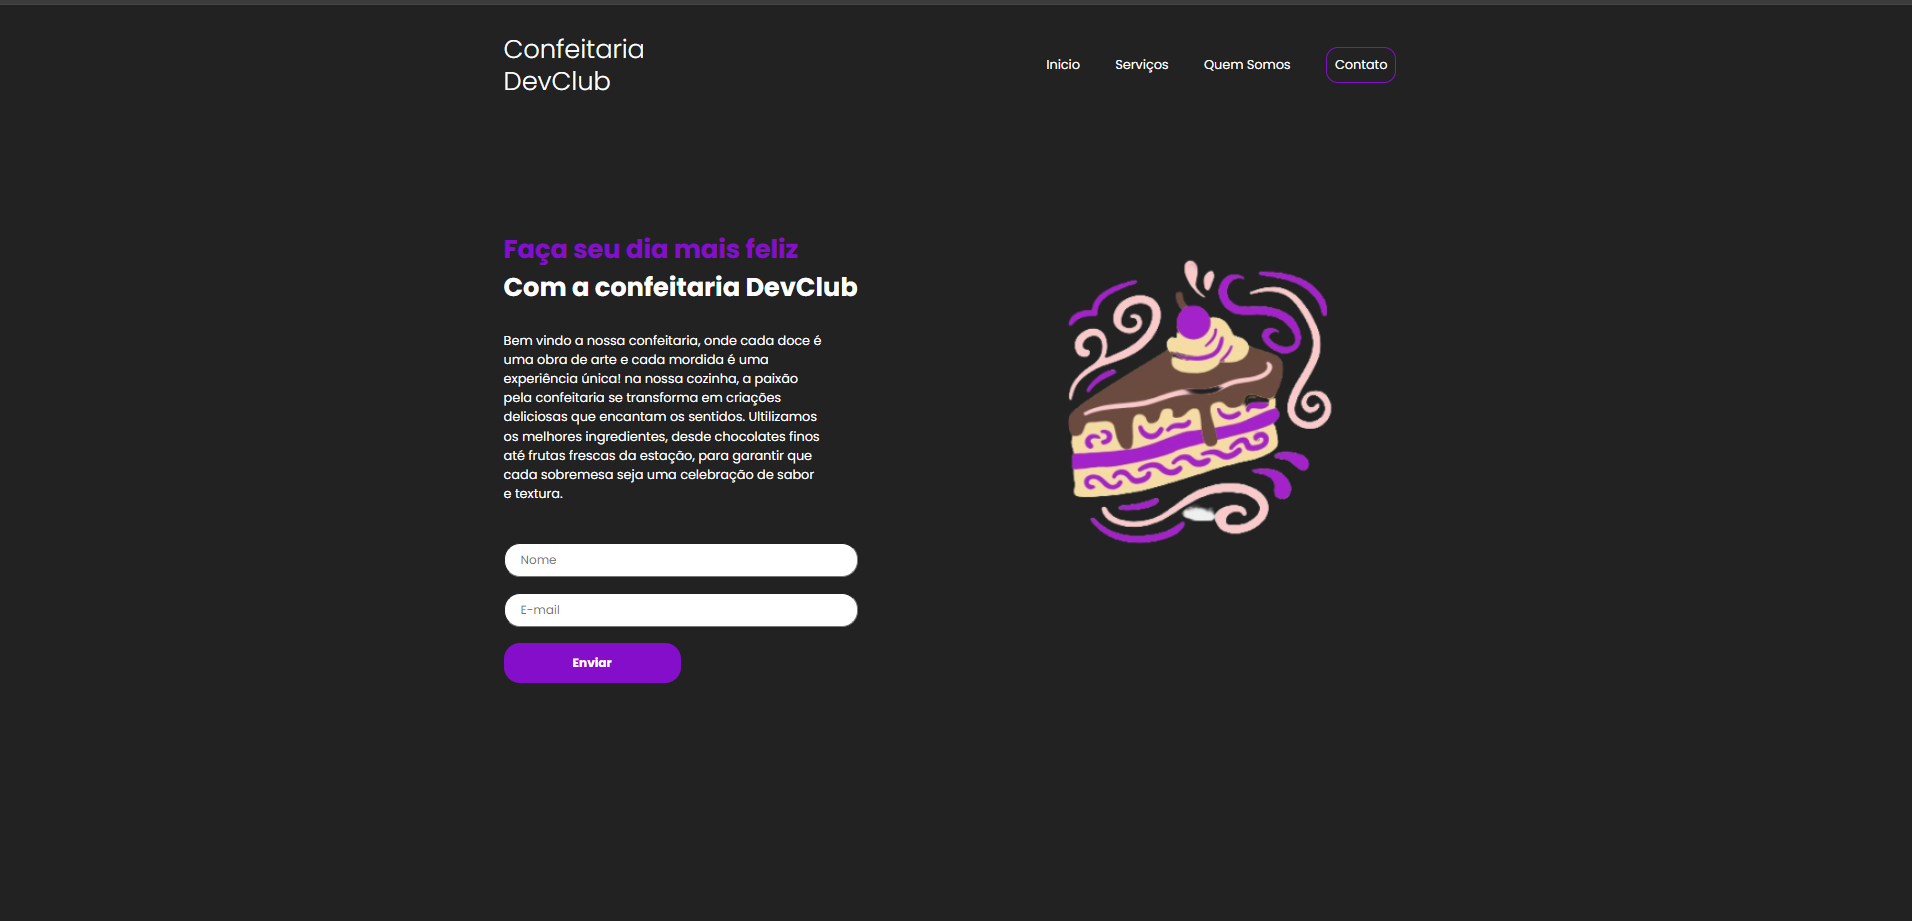 Confeitaria
DevClub
Inicio Serviços Quem Somos Contato
Faça seu dia mais feliz
Com a confeitaria DevClub
Bem vindo a nossa confeitaria, onde cada doce é
uma obra de arte e cada mordida é uma
experiência única! na nossa cozinha, a paixão
pela confeitaria se transforma em criações
deliciosas que encantam os sentidos. Ultilizamos
os melhores ingredientes, desde chocolates finos
até frutas frescas da estação, para garantir que
cada sobremesa seja uma celebração de sabor
e textura.
Nome
E-mail
Enviar